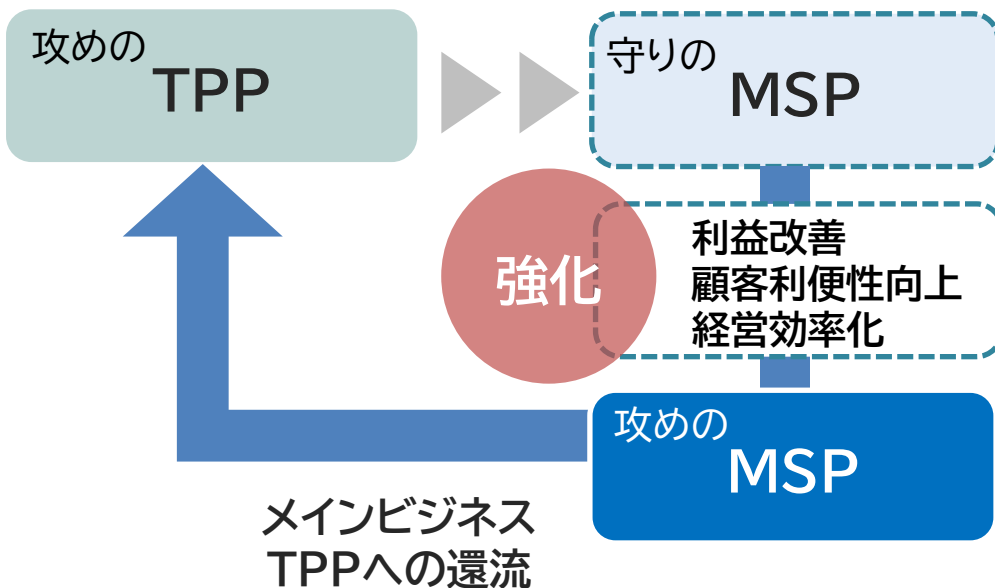 攻めの
TPP
守りの
MSP
強化
利益改善
顧客利便性向上
経営効率化
攻めの
MSP
メインビジネス
TPPへの還流